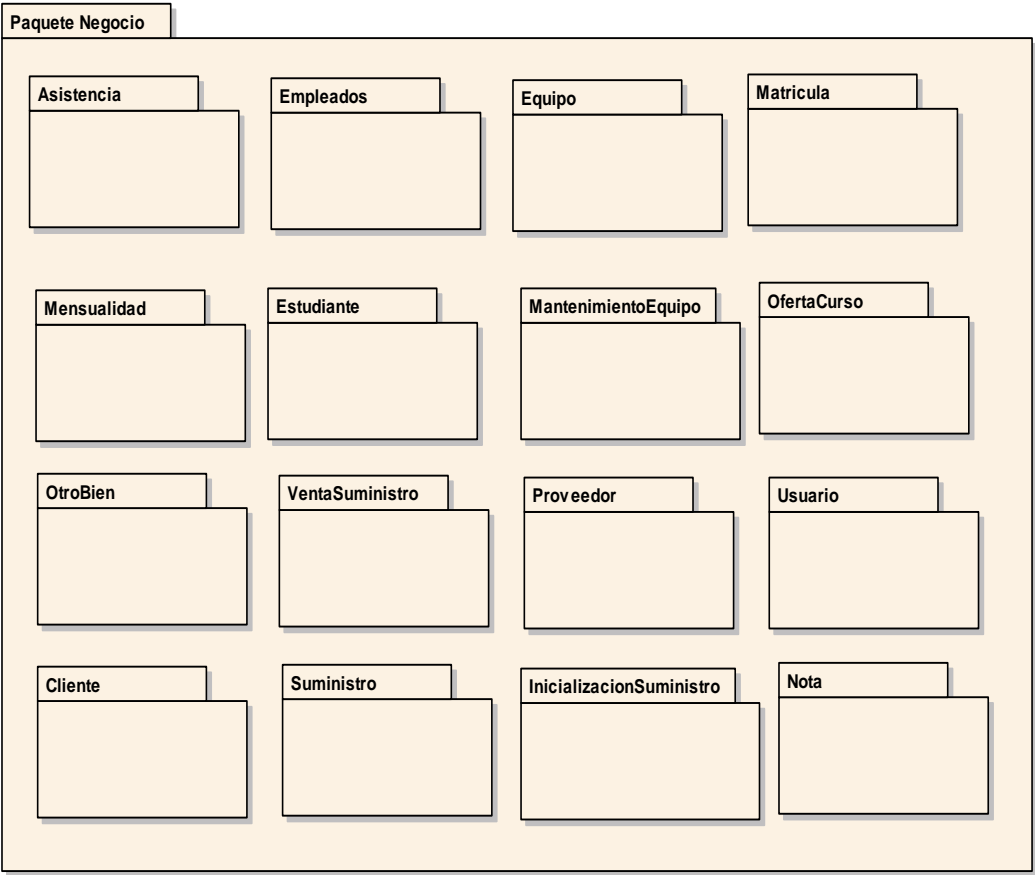 Paquete Negocio
Asistencia
Empleados
Equipo
Matricula
Mensualidad
Estudiante
MantenimientoEquipo
OfertaCurso
OtroBien
VentaSuministro
Proveedor
Usuario
Cliente
Suministro
InicializacionSuministro
Nota